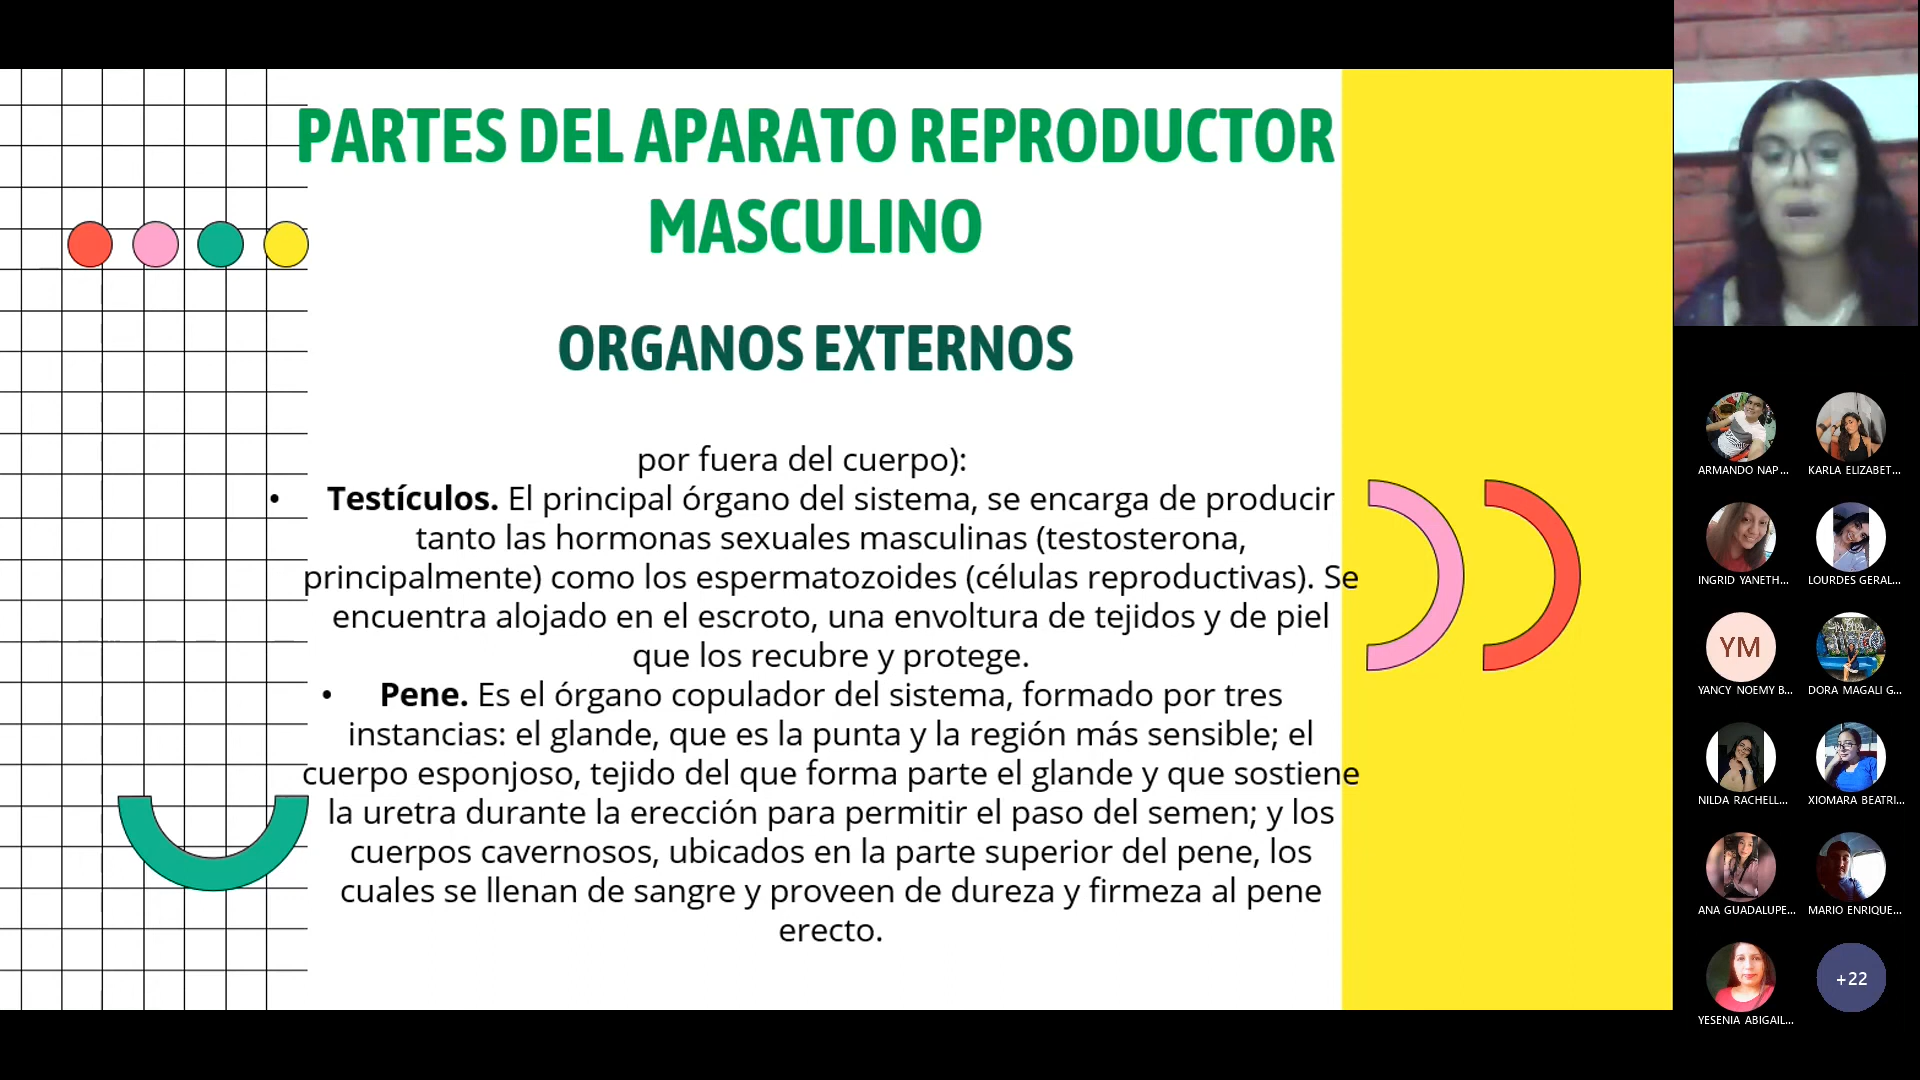 PARTES DEL APARATO REPRODUCTOR
MASCULINO
ORGANOS EXTERNOS
por fuera del cuerpo):
• Testículos. El principal órgano del sistema, se encarga de producir
tanto las hormonas sexuales masculinas (testosterona,
principalmente) como los espermatozoides (células reproductivas). Se
encuentra alojado en el escroto, una envoltura de tejidos y de piel
que los recubre y protege.
• Pene. Es el órgano copulador del sistema, formado por tres
instancias: el glande, que es la punta y la región más sensible; el
cuerpo esponjoso, tejido del que forma parte el glande y que sostiene
la uretra durante la erección para permitir el paso del semen; y los
cuerpos cavernosos, ubicados en la parte superior del pene, los
cuales se llenan de sangre y proveen de dureza y firmeza al pene
erecto.
ARMANDO NAP...
KARLA ELIZABET...
INGRID YANETH...
LOURDES GERAL...
YM
YANCY NOEMY B...
DORA MAGALI G...
NILDA RACHELL...
XIOMARA BEATRI...
ANA GUADALUPE...
MARIO ENRIQUE...
YESENIA ABIGAIL...
+22